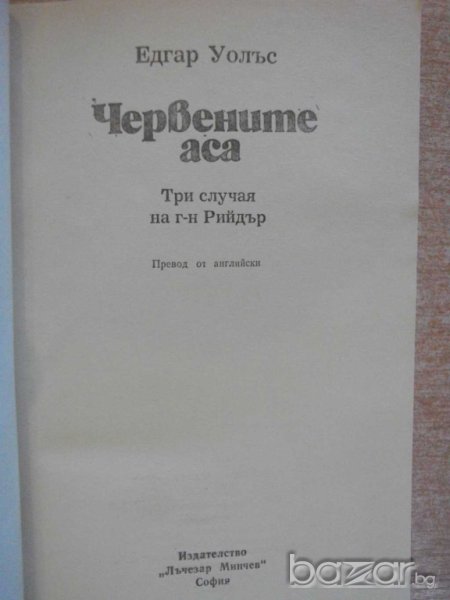 Едгар Уолъс
Червените
аса
Три случая
на г-н Рийдър
Превод от английски
Издателство
„Лъчезар Минчев“
София
bazar.bg